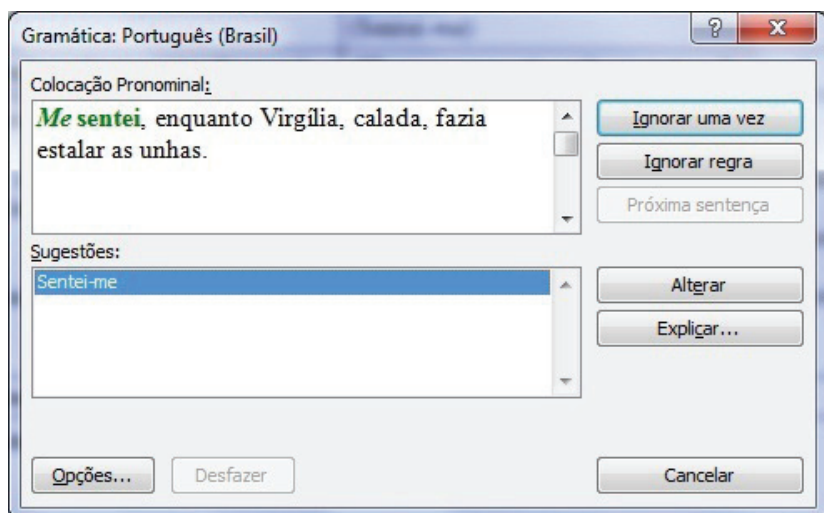 Gramática: Português (Brasil)
Colocação Pronominal:
Me sentei, enquanto Virgília, calada, fazia
estalar as unhas.
Ignorar uma vez
Ignorar regra
Próxima sentença
Sugestões:
Sentei-me
Alterar
Explicar...
Opções...
Desfazer
Cancelar